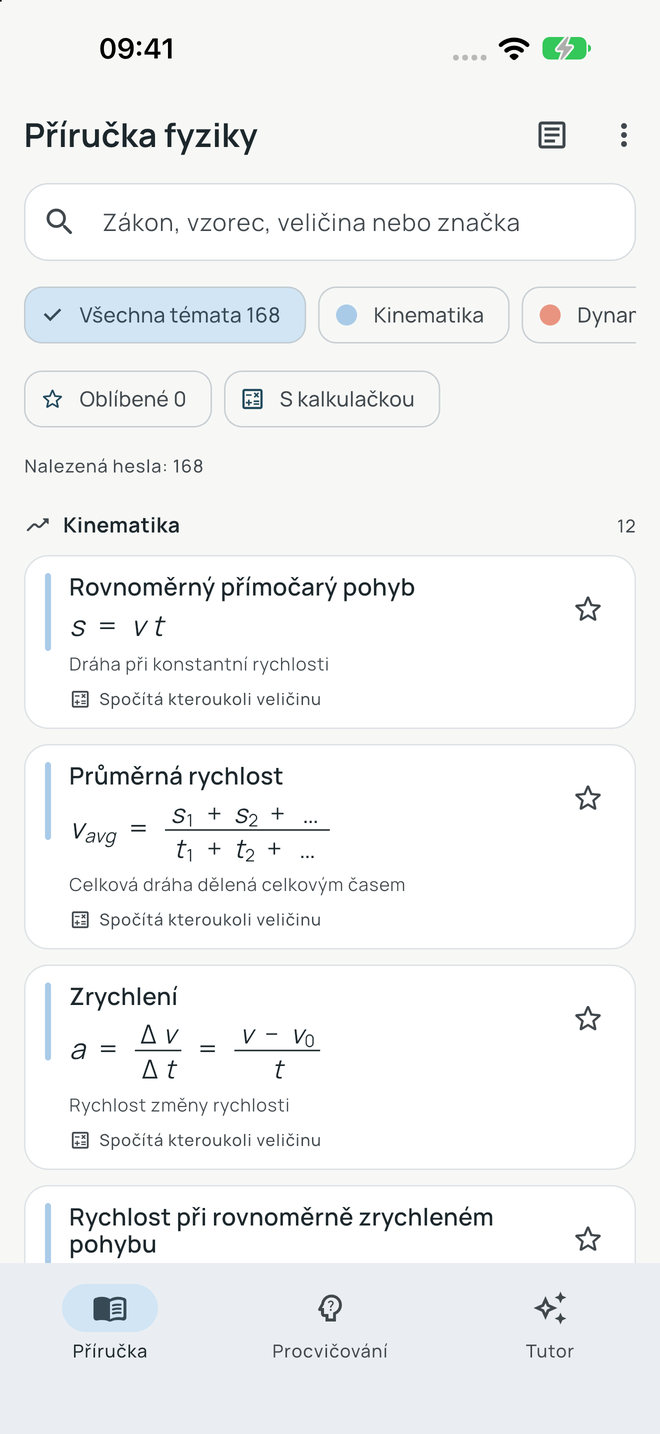 09:41
Příručka fyziky
Zákon, vzorec, veličina nebo značka
Všechna témata 168
Kinematika
Dynar
Oblíbené 0
S kalkulačkou
Nalezená hesla: 168
Kinematika
12
Rovnoměrný přímočarý pohyb
s = v t
Dráha při konstantní rychlosti
Spočítá kteroukoli veličinu
Průměrná rychlost
v_avg = (s₁ + s₂ + …) / (t₁ + t₂ + …)
Celková dráha dělená celkovým časem
Spočítá kteroukoli veličinu
Zrychlení
a = Δ v / Δ t = (v − v₀) / t
Rychlost změny rychlosti
Spočítá kteroukoli veličinu
Rychlost při rovnoměrně zrychleném
pohybu
Příručka
Procvičování
Tutor